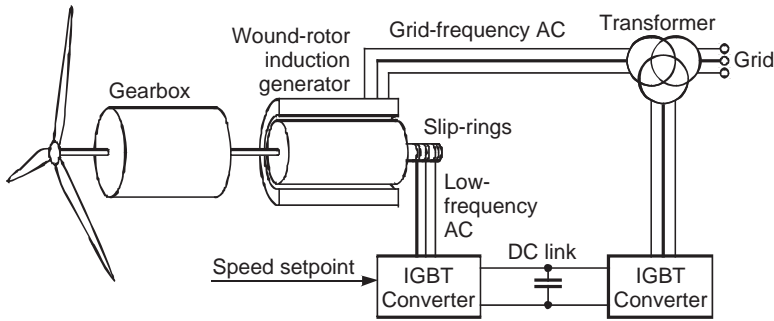 Transformer
Wound-rotor
induction
generator
Grid-frequency AC
Grid
Gearbox
Slip-rings
Low-
frequency
AC
Speed setpoint
IGBT
Converter
DC link
IGBT
Converter